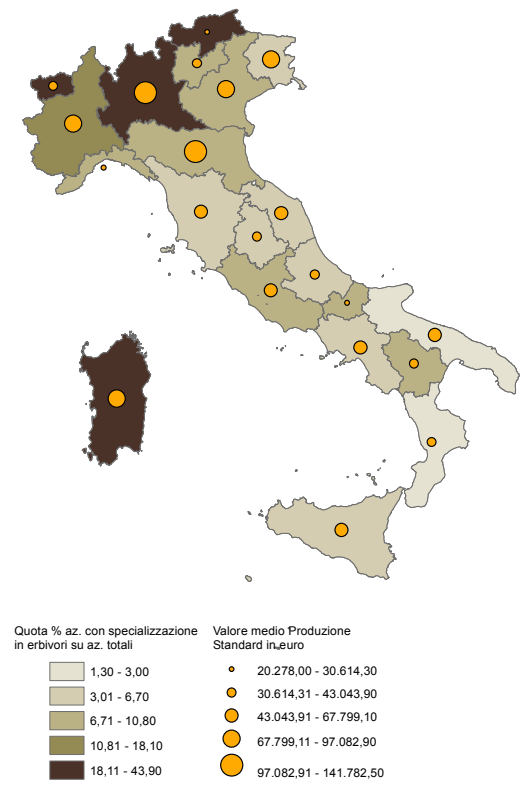 Quota % az. con specializzazione
in erbivori su az. totali
1,30 - 3,00
3,01 - 6,70
6,71 - 10,80
10,81 - 18,10
18,11 - 43,90
Valore medio Produzione
Standard in euro
20.278,00 - 30.614,30
30.614,31 - 43.043,90
43.043,91 - 67.799,10
67.799,11 - 97.082,90
97.082,91 - 141.782,50